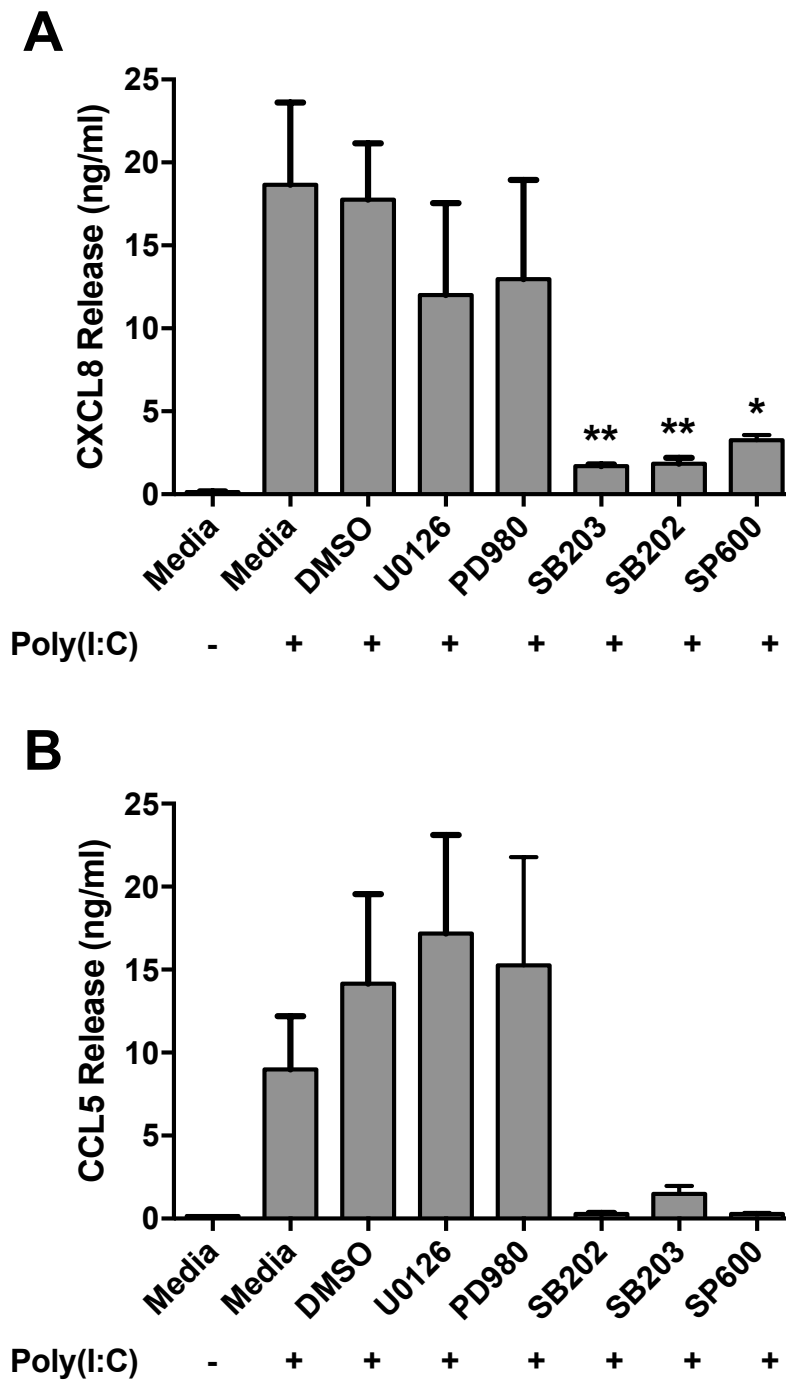 A
CXCL8 Release (ng/ml)
25
20
15
10
5
0
** ** *
Media Media DMSO U0126 PD980 SB203 SB202 SP600
Poly(I:C) - + + + + + + +
B
CCL5 Release (ng/ml)
25
20
15
10
5
0
Media Media DMSO U0126 PD980 SB202 SB203 SP600
Poly(I:C) - + + + + + + +